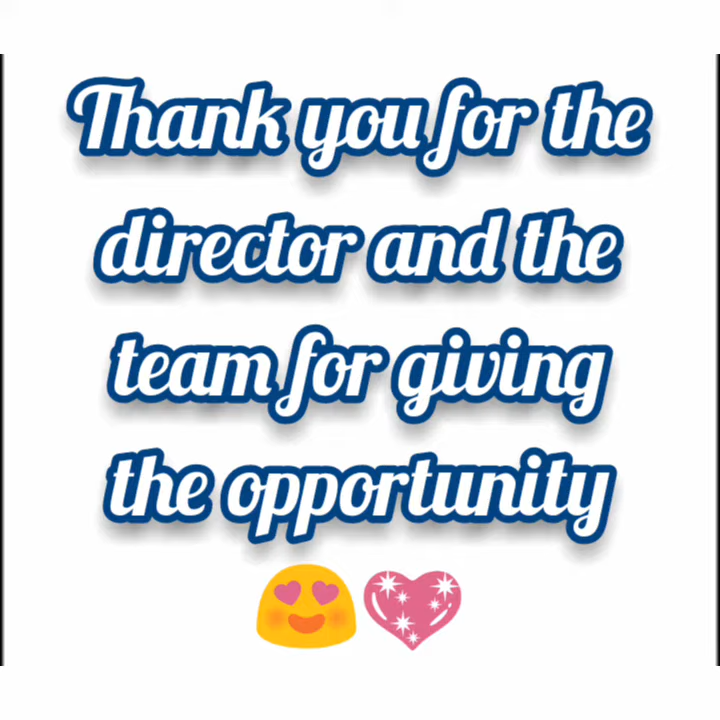 Thank you for the
director and the
team for giving
the opportunity
😍💖